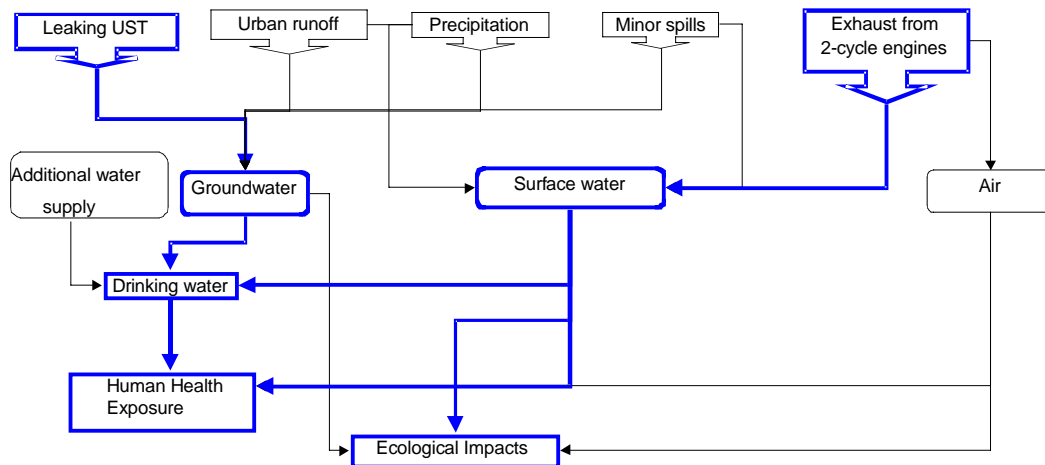 Leaking UST
Urban runoff
Precipitation
Minor spills
Exhaust from
2-cycle engines
Additional water
supply
Groundwater
Surface water
Air
Drinking water
Human Health
Exposure
Ecological Impacts